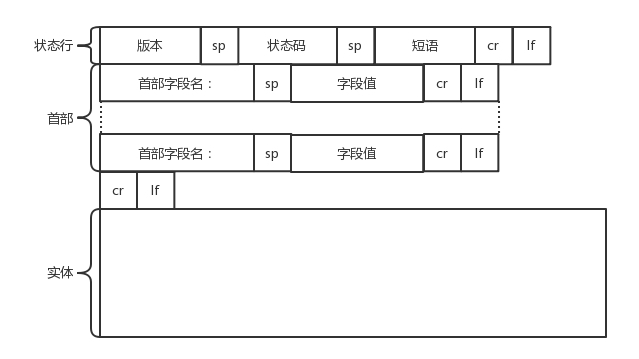 状态行 版本 sp 状态码 sp 短语 cr lf
首部字段名： sp 字段值 cr lf
首部
首部字段名： sp 字段值 cr lf
cr lf
实体